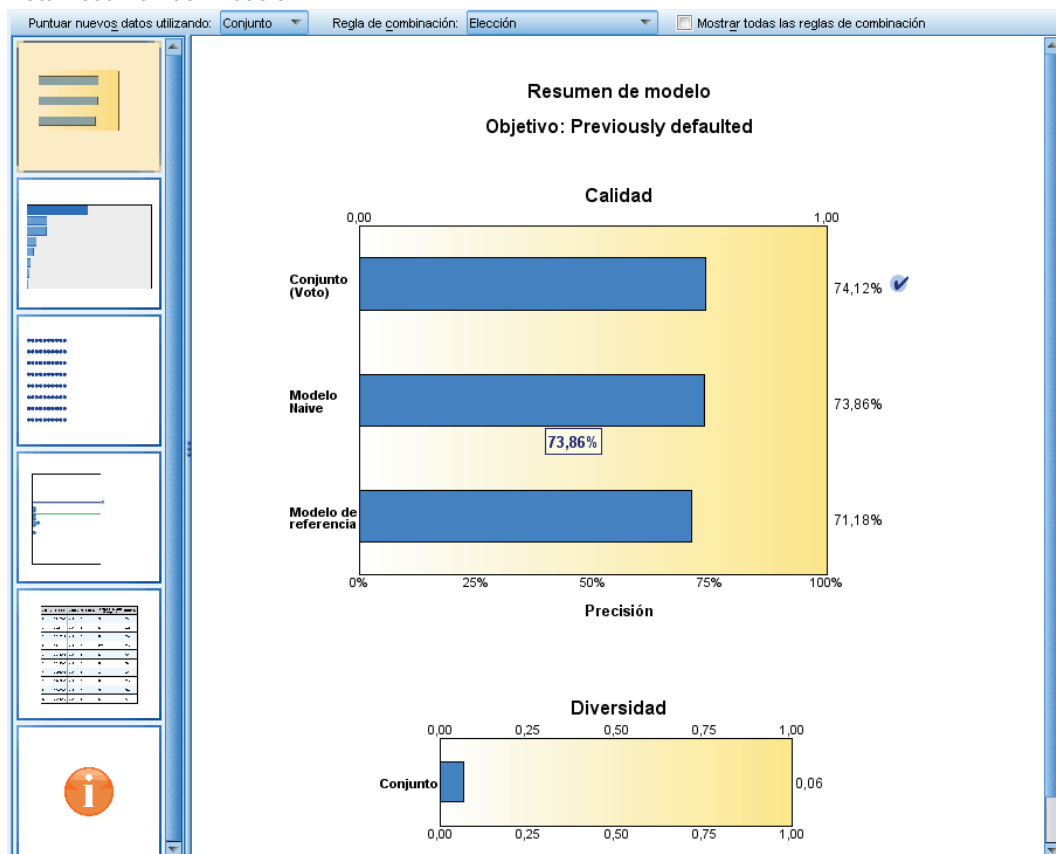 Puntuar nuevos datos utilizando: Conjunto Regla de combinación: Elección Mostrar todas las reglas de combinación
Resumen de modelo
Objetivo: Previously defaulted
Calidad
0,00 1,00
Conjunto
(Voto)
74,12%
Modelo
Naive
73,86%
73,86%
Modelo de
referencia
71,18%
0% 25% 50% 75% 100%
Precisión
Diversidad
0,00 0,25 0,50 0,75 1,00
Conjunto
0,06
0,00 0,25 0,50 0,75 1,00